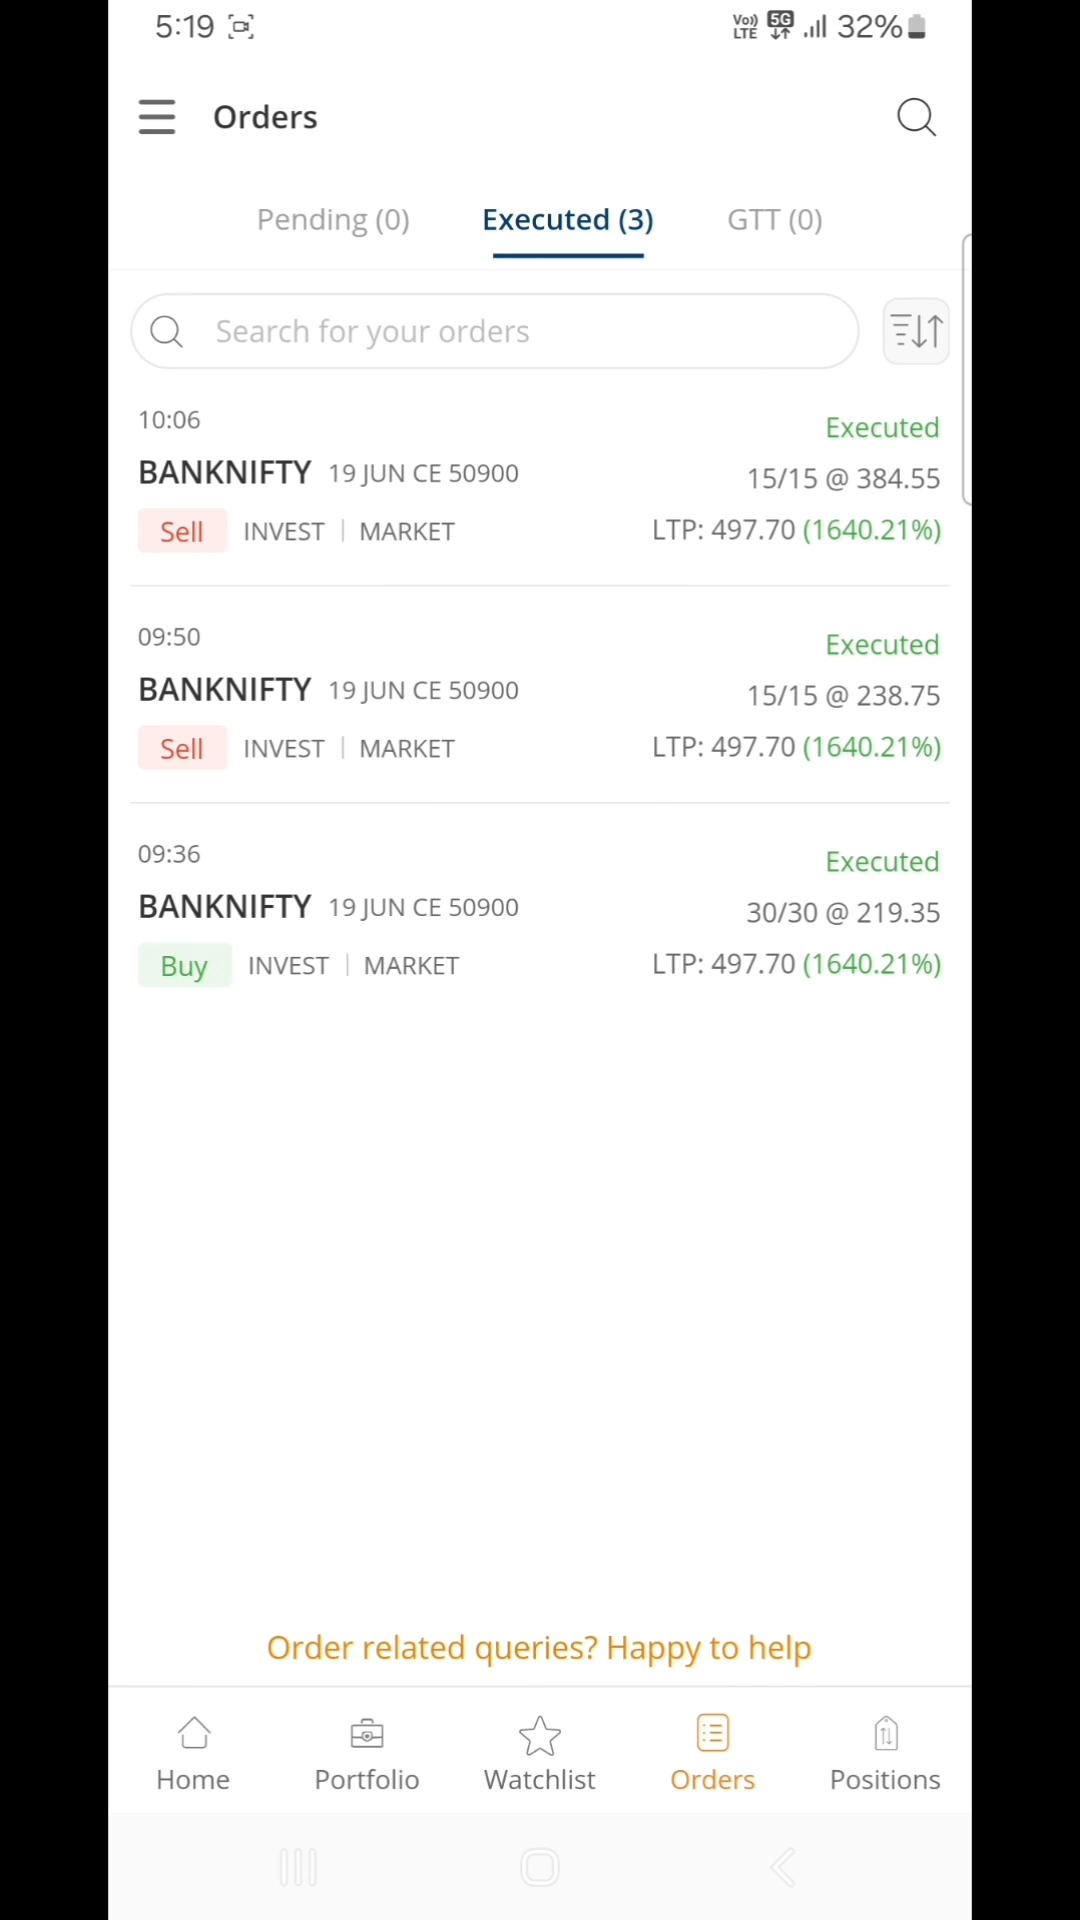 5:19 Vo)) LTE 5G 32%
Orders
Pending (0) Executed (3) GTT (0)
Search for your orders
10:06
Executed
BANKNIFTY 19 JUN CE 50900
15/15 @ 384.55
Sell INVEST | MARKET
LTP: 497.70 (1640.21%)
09:50
Executed
BANKNIFTY 19 JUN CE 50900
15/15 @ 238.75
Sell INVEST | MARKET
LTP: 497.70 (1640.21%)
09:36
Executed
BANKNIFTY 19 JUN CE 50900
30/30 @ 219.35
Buy INVEST | MARKET
LTP: 497.70 (1640.21%)
Order related queries? Happy to help
Home Portfolio Watchlist Orders Positions